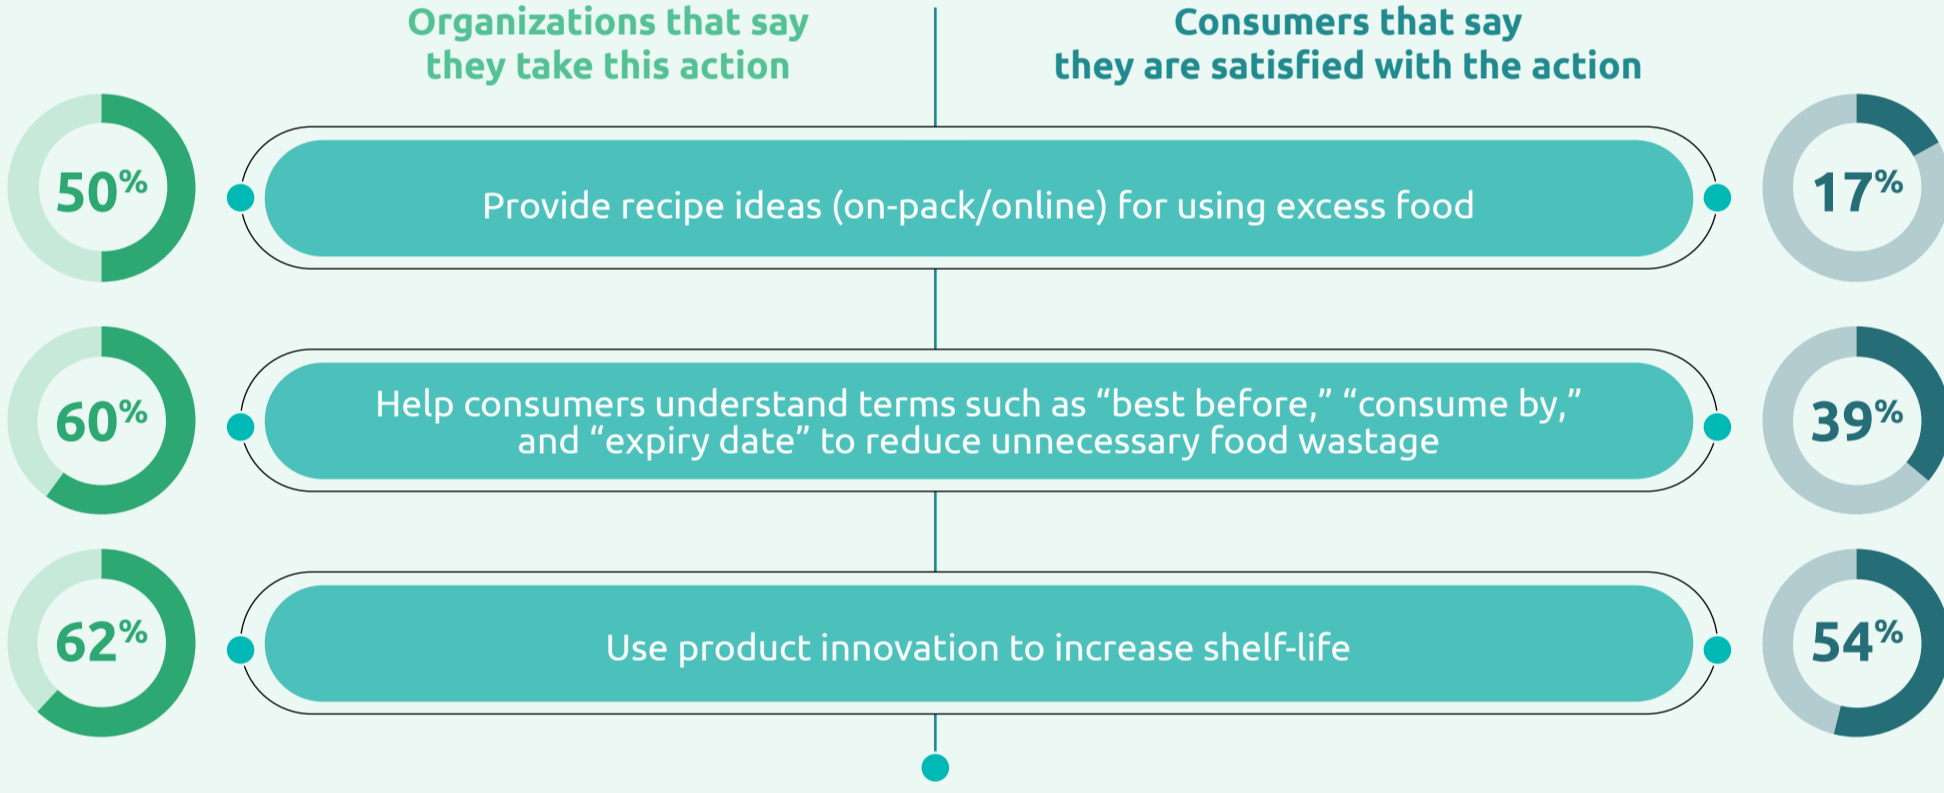 Organizations that say
they take this action
Consumers that say
they are satisfied with the action
50%
Provide recipe ideas (on-pack/online) for using excess food
17%
60%
Help consumers understand terms such as “best before,” “consume by,”
and “expiry date” to reduce unnecessary food wastage
39%
62%
Use product innovation to increase shelf-life
54%